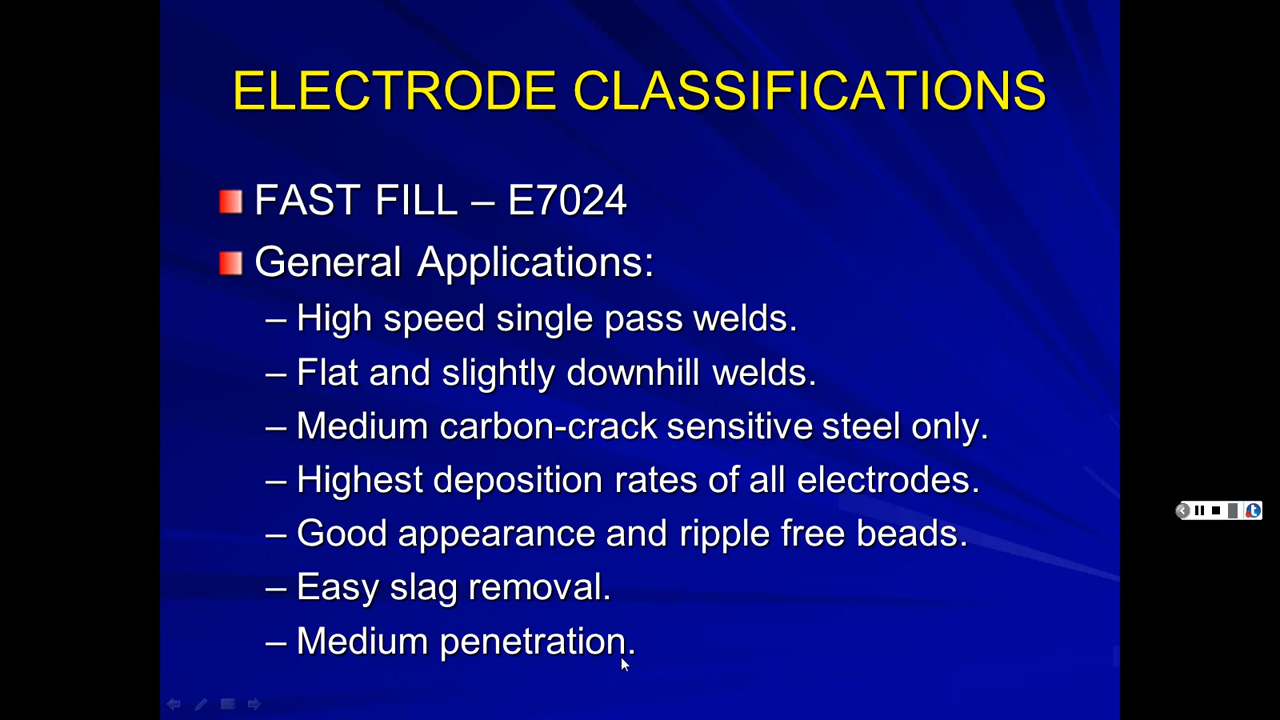 ELECTRODE CLASSIFICATIONS
FAST FILL – E7024
General Applications:
– High speed single pass welds.
– Flat and slightly downhill welds.
– Medium carbon-crack sensitive steel only.
– Highest deposition rates of all electrodes.
– Good appearance and ripple free beads.
– Easy slag removal.
– Medium penetration.